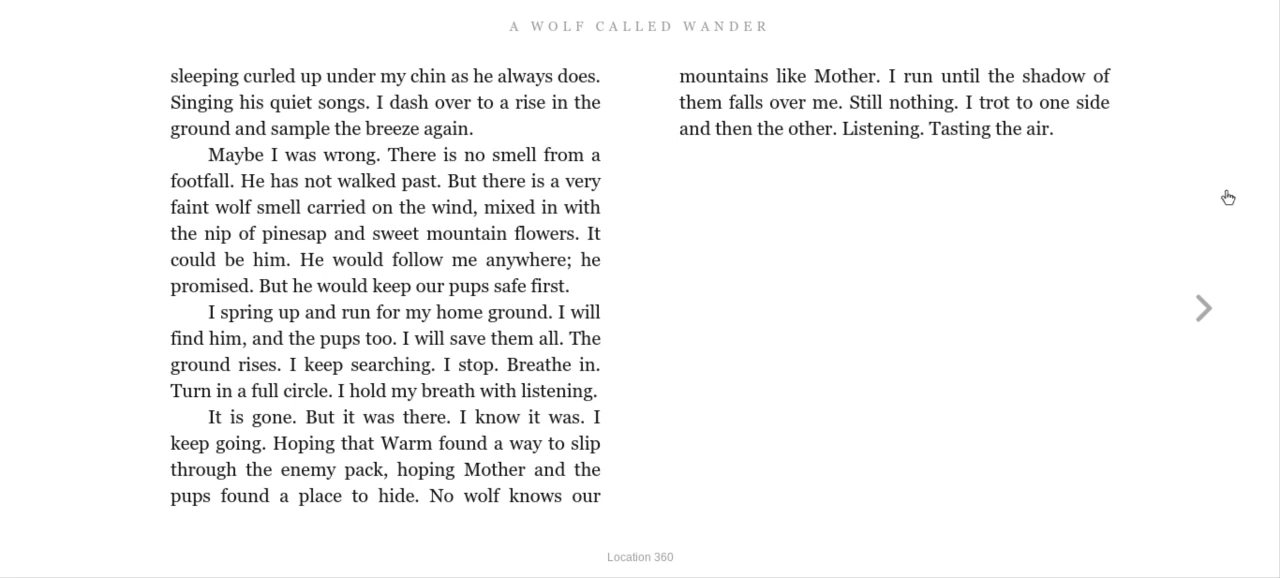 A WOLF CALLED WANDER
sleeping curled up under my chin as he always does.
Singing his quiet songs. I dash over to a rise in the
ground and sample the breeze again.
Maybe I was wrong. There is no smell from a
footfall. He has not walked past. But there is a very
faint wolf smell carried on the wind, mixed in with
the nip of pinesap and sweet mountain flowers. It
could be him. He would follow me anywhere; he
promised. But he would keep our pups safe first.
I spring up and run for my home ground. I will
find him, and the pups too. I will save them all. The
ground rises. I keep searching. I stop. Breathe in.
Turn in a full circle. I hold my breath with listening.
It is gone. But it was there. I know it was. I
keep going. Hoping that Warm found a way to slip
through the enemy pack, hoping Mother and the
pups found a place to hide. No wolf knows our
mountains like Mother. I run until the shadow of
them falls over me. Still nothing. I trot to one side
and then the other. Listening. Tasting the air.
Location 360